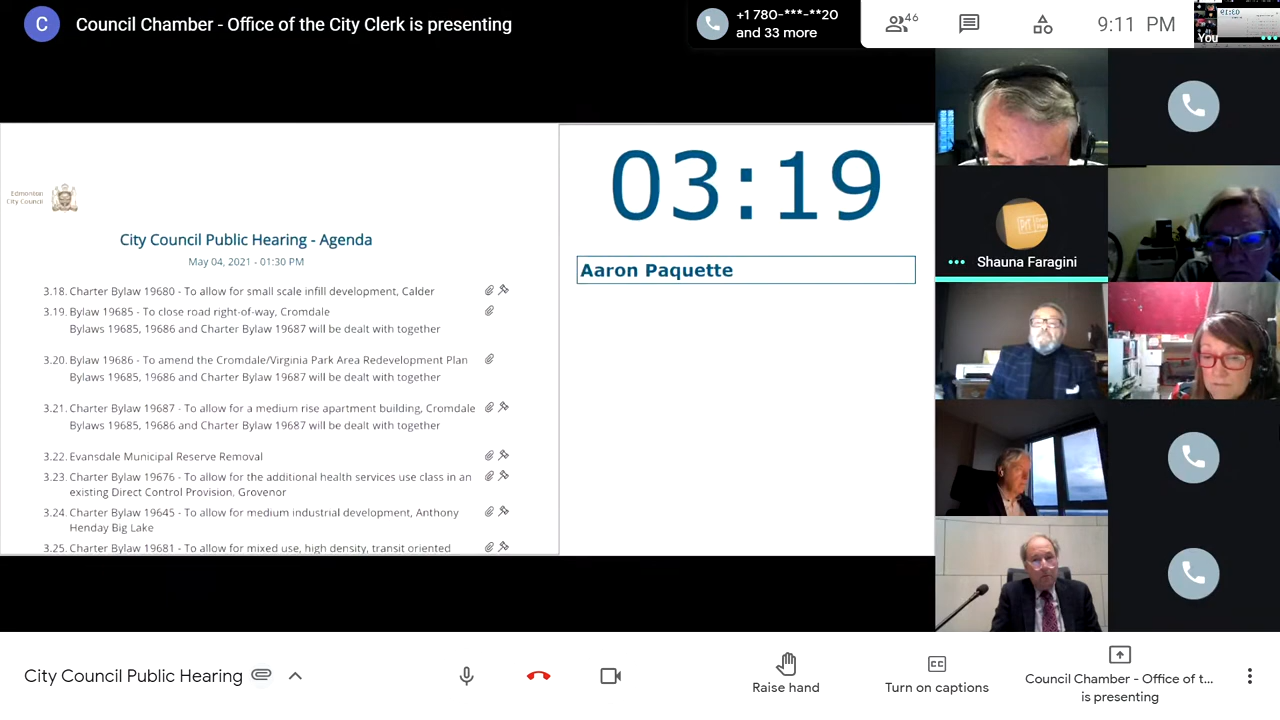 C
Council Chamber - Office of the City Clerk is presenting
+1 780-***-**20
and 33 more
46
9:11 PM
You
Edmonton
City Council
City Council Public Hearing - Agenda
May 04, 2021 - 01:30 PM
3.18. Charter Bylaw 19680 - To allow for small scale infill development, Calder
3.19. Bylaw 19685 - To close road right-of-way, Cromdale
Bylaws 19685, 19686 and Charter Bylaw 19687 will be dealt with together
3.20. Bylaw 19686 - To amend the Cromdale/Virginia Park Area Redevelopment Plan
Bylaws 19685, 19686 and Charter Bylaw 19687 will be dealt with together
3.21. Charter Bylaw 19687 - To allow for a medium rise apartment building, Cromdale
Bylaws 19685, 19686 and Charter Bylaw 19687 will be dealt with together
3.22. Evansdale Municipal Reserve Removal
3.23. Charter Bylaw 19676 - To allow for the additional health services use class in an
existing Direct Control Provision, Grovenor
3.24. Charter Bylaw 19645 - To allow for medium industrial development, Anthony
Henday Big Lake
3.25. Charter Bylaw 19681 - To allow for mixed use, high density, transit oriented
03:19
Aaron Paquette
Shauna Faragini
City Council Public Hearing
Raise hand
CC
Turn on captions
Council Chamber - Office of t...
is presenting